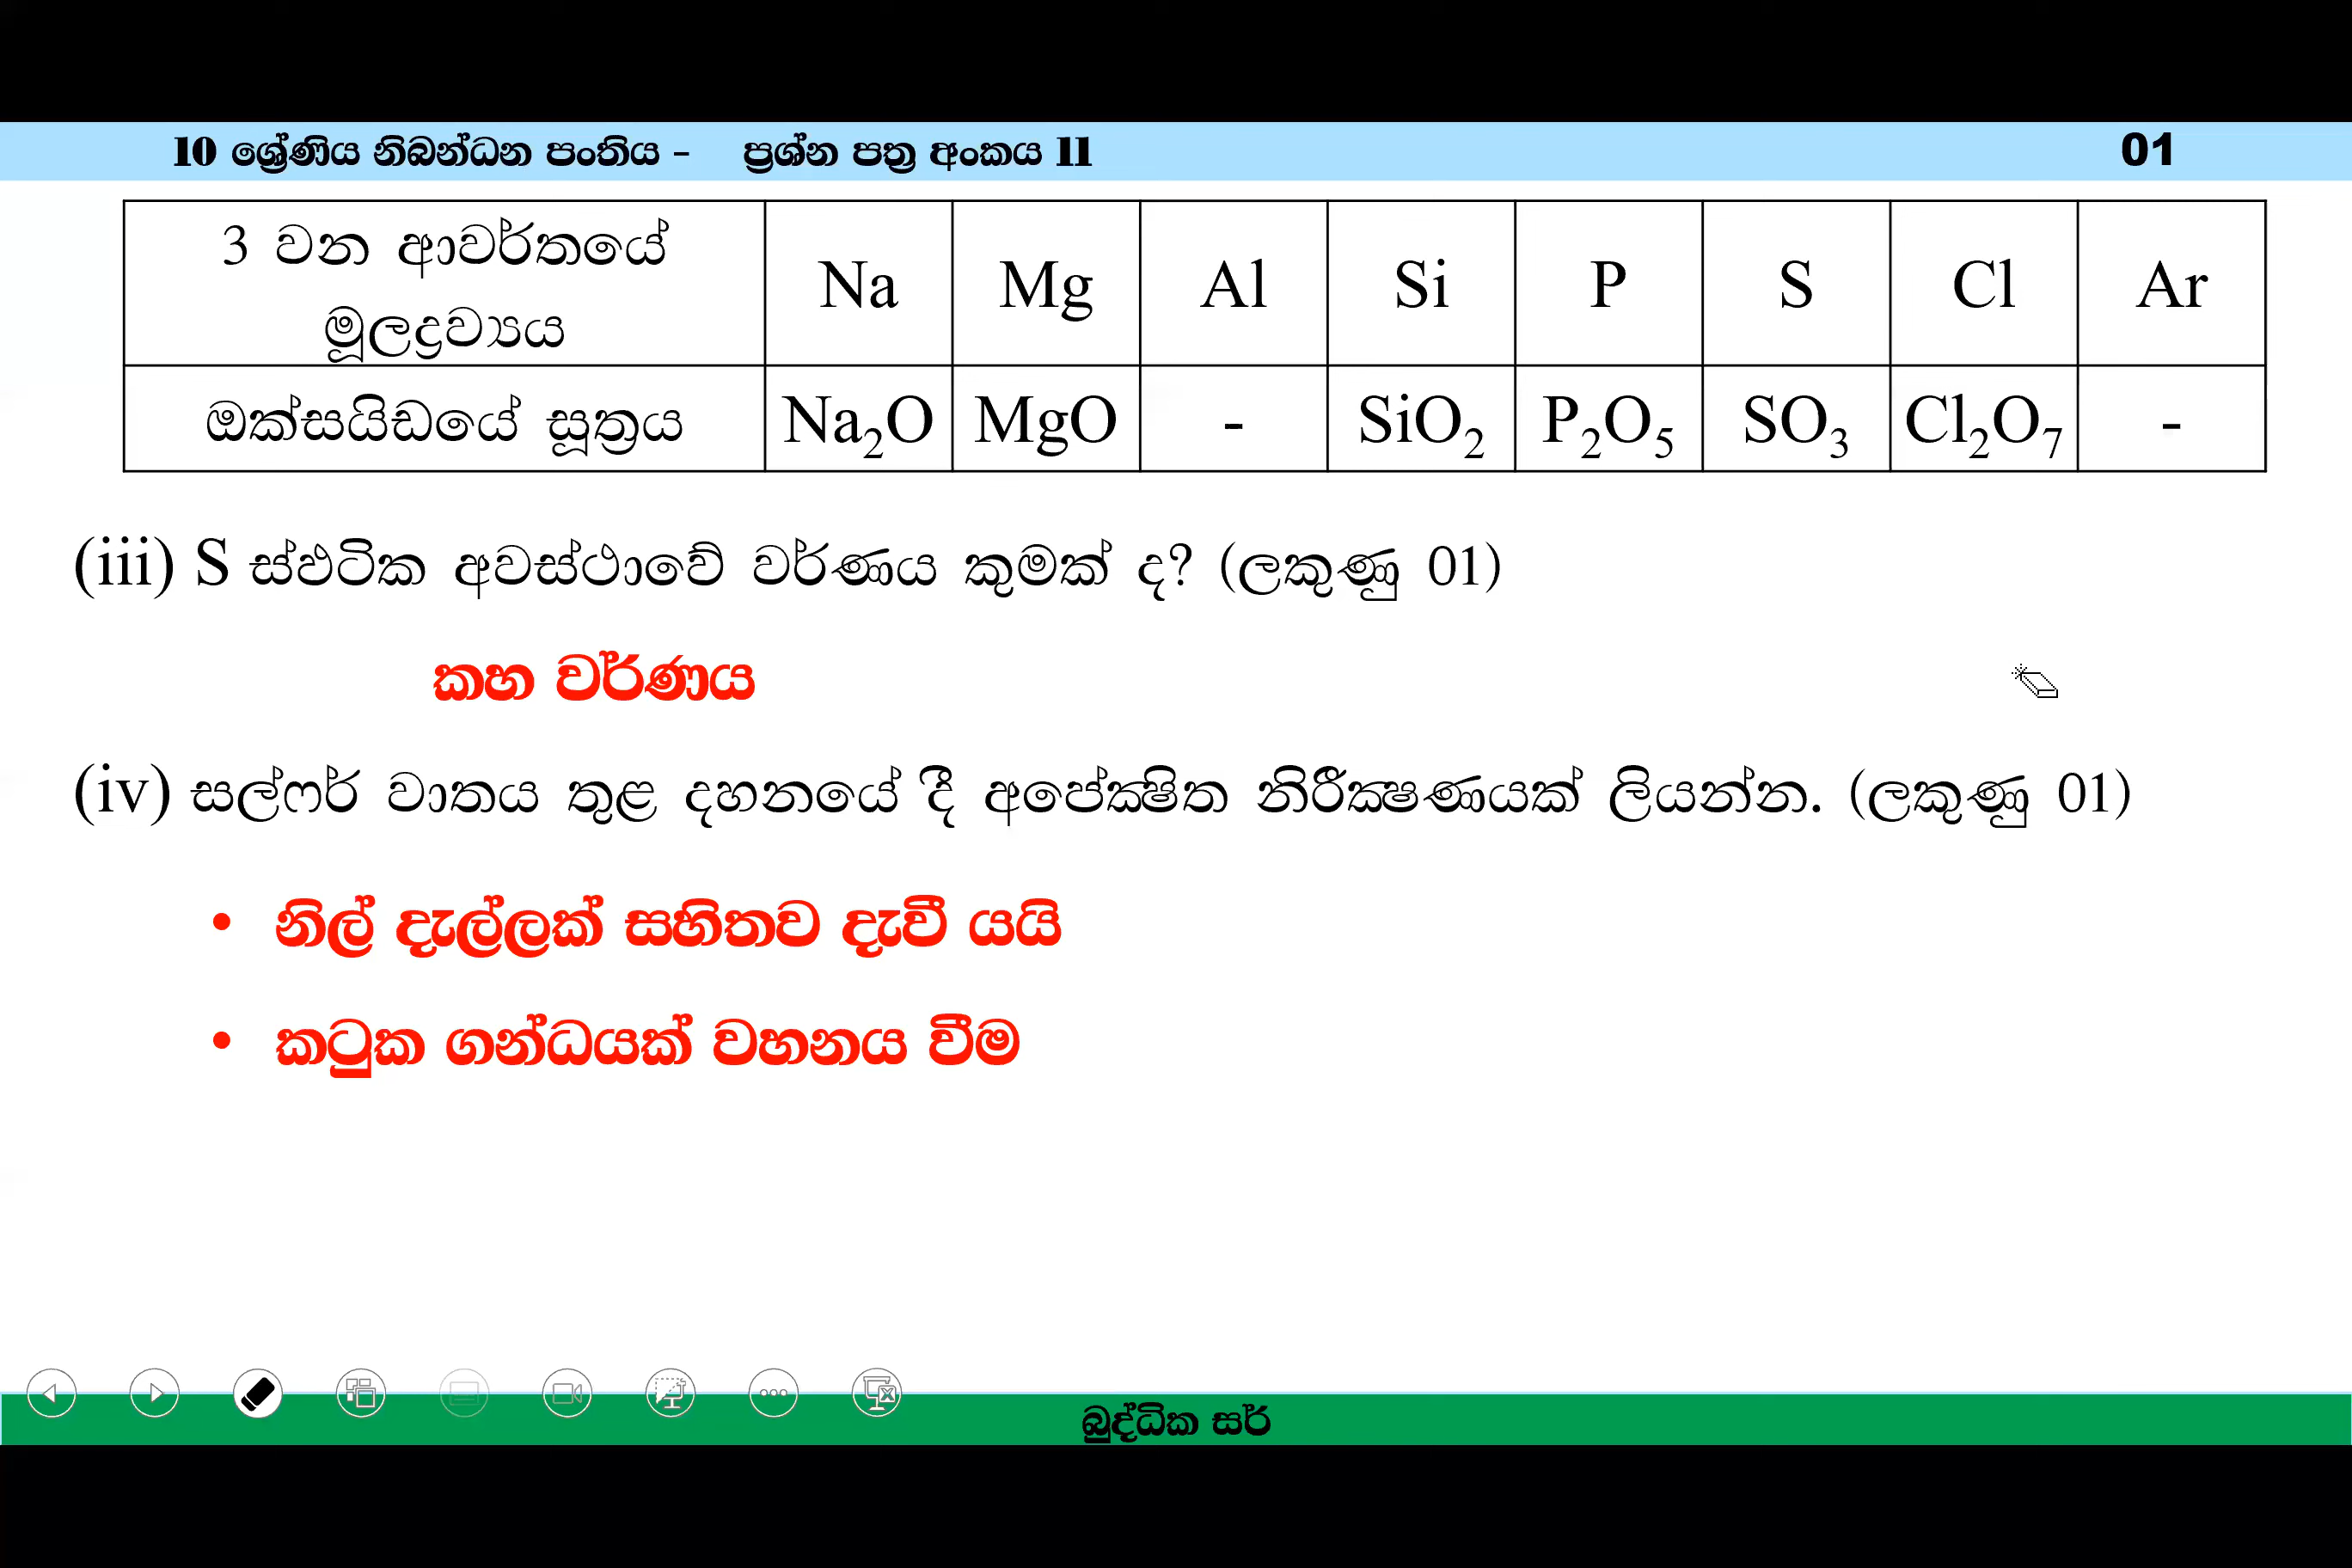 10 ශ්‍රේණිය නිබන්ධන පංතිය - ප්‍රශ්න පත්‍ර අංකය 11 01
3 වන ආවර්තයේ මූලද්‍රව්‍යය Na Mg Al Si P S Cl Ar
ඔක්සයිඩයේ සූත්‍රය Na₂O MgO - SiO₂ P₂O₅ SO₃ Cl₂O₇ -
(iii) S ස්ඵටික අවස්ථාවේ වර්ණය කුමක් ද? (ලකුණු 01)
කහ වර්ණය
(iv) සල්ෆර් වාතය තුළ දහනයේ දී අපේක්ෂිත නිරීක්ෂණයක් ලියන්න. (ලකුණු 01)
• නිල් දැල්ලක් සහිතව දැවී යයි
• කටුක ගන්ධයක් වහනය වීම
බුද්ධික සර්